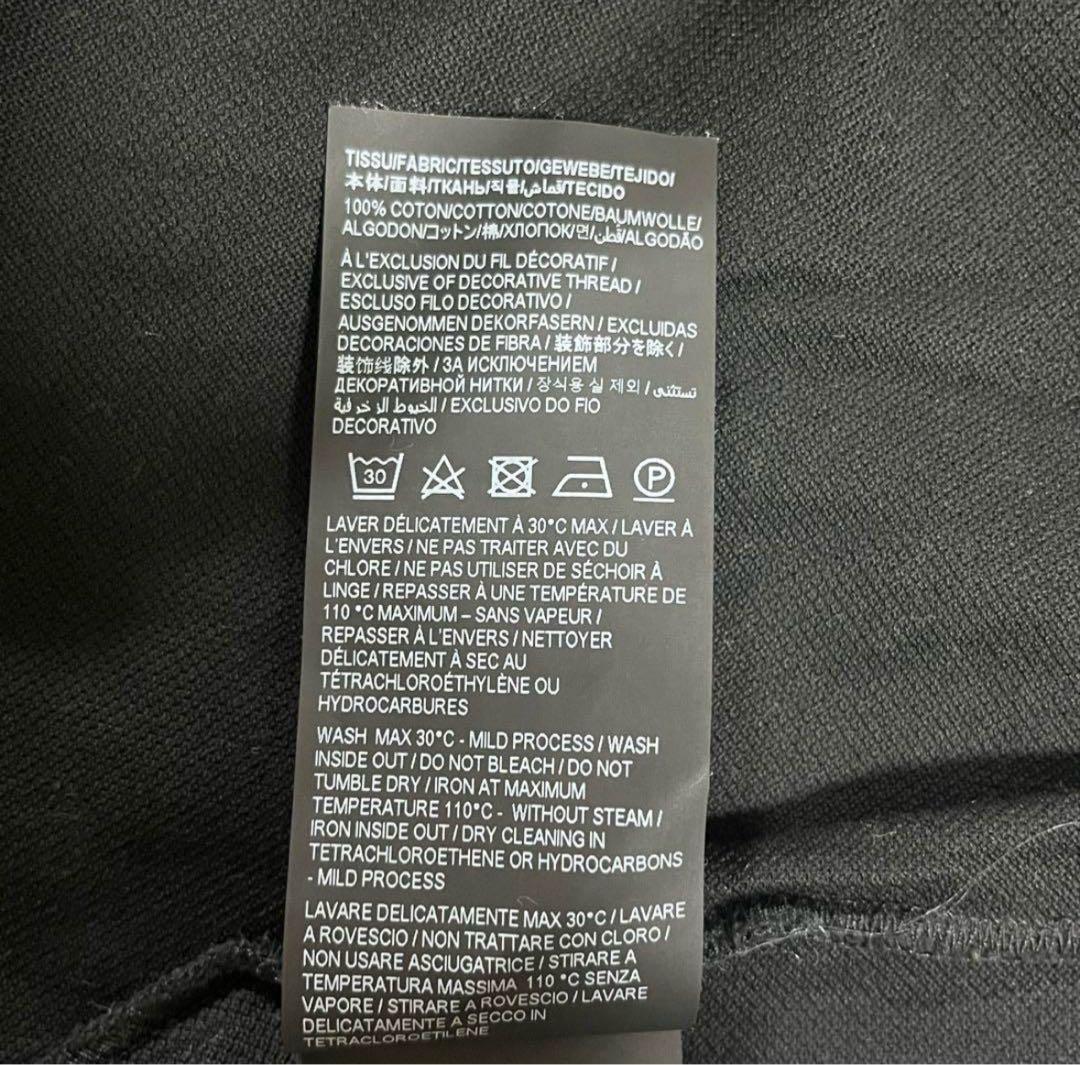 TISSU/FABRIC/TESSUTO/GEWEBE/TEJIDO/
本体/面料/ТКАНЬ/직물/قماش/TECIDO
100% COTON/COTTON/COTONE/BAUMWOLLE/
ALGODON/コットン/棉/ХЛОПОК/면/قطن/ALGODÃO
À L'EXCLUSION DU FIL DÉCORATIF /
EXCLUSIVE OF DECORATIVE THREAD /
ESCLUSO FILO DECORATIVO /
AUSGENOMMEN DEKORFASERN / EXCLUIDAS
DECORACIONES DE FIBRA / 装飾部分を除く /
装饰线除外 / ЗА ИСКЛЮЧЕНИЕМ
ДЕКОРАТИВНОЙ НИТКИ / 장식용 실 제외 / تستثنى
الخيوط الزخرفية / EXCLUSIVO DO FIO
DECORATIVO
30 P
LAVER DÉLICATEMENT À 30°C MAX / LAVER À
L'ENVERS / NE PAS TRAITER AVEC DU
CHLORE / NE PAS UTILISER DE SÉCHOIR À
LINGE / REPASSER À UNE TEMPÉRATURE DE
110 °C MAXIMUM – SANS VAPEUR /
REPASSER À L'ENVERS / NETTOYER
DÉLICATEMENT À SEC AU
TÉTRACHLOROÉTHYLÈNE OU
HYDROCARBURES
WASH MAX 30°C - MILD PROCESS / WASH
INSIDE OUT / DO NOT BLEACH / DO NOT
TUMBLE DRY / IRON AT MAXIMUM
TEMPERATURE 110°C - WITHOUT STEAM /
IRON INSIDE OUT / DRY CLEANING IN
TETRACHLOROETHENE OR HYDROCARBONS
- MILD PROCESS
LAVARE DELICATAMENTE MAX 30°C / LAVARE
A ROVESCIO / NON TRATTARE CON CLORO /
NON USARE ASCIUGATRICE / STIRARE A
TEMPERATURA MASSIMA 110 °C SENZA
VAPORE / STIRARE A ROVESCIO / LAVARE
DELICATAMENTE A SECCO IN
TETRACLOROETILENE